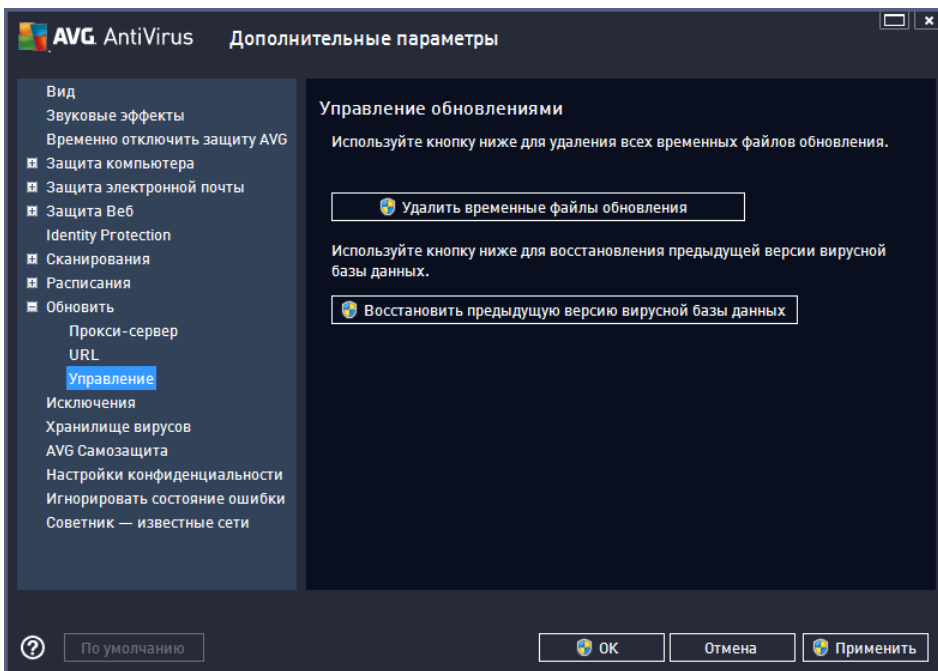 AVG. AntiVirus Дополнительные параметры
Вид
Звуковые эффекты
Временно отключить защиту AVG
Защита компьютера
Защита электронной почты
Защита Веб
Identity Protection
Сканирования
Расписания
Обновить
Прокси-сервер
URL
Управление
Исключения
Хранилище вирусов
AVG Самозащита
Настройки конфиденциальности
Игнорировать состояние ошибки
Советник — известные сети
Управление обновлениями
Используйте кнопку ниже для удаления всех временных файлов обновления.
Удалить временные файлы обновления
Используйте кнопку ниже для восстановления предыдущей версии вирусной
базы данных.
Восстановить предыдущую версию вирусной базы данных
? По умолчанию OK Отмена Применить